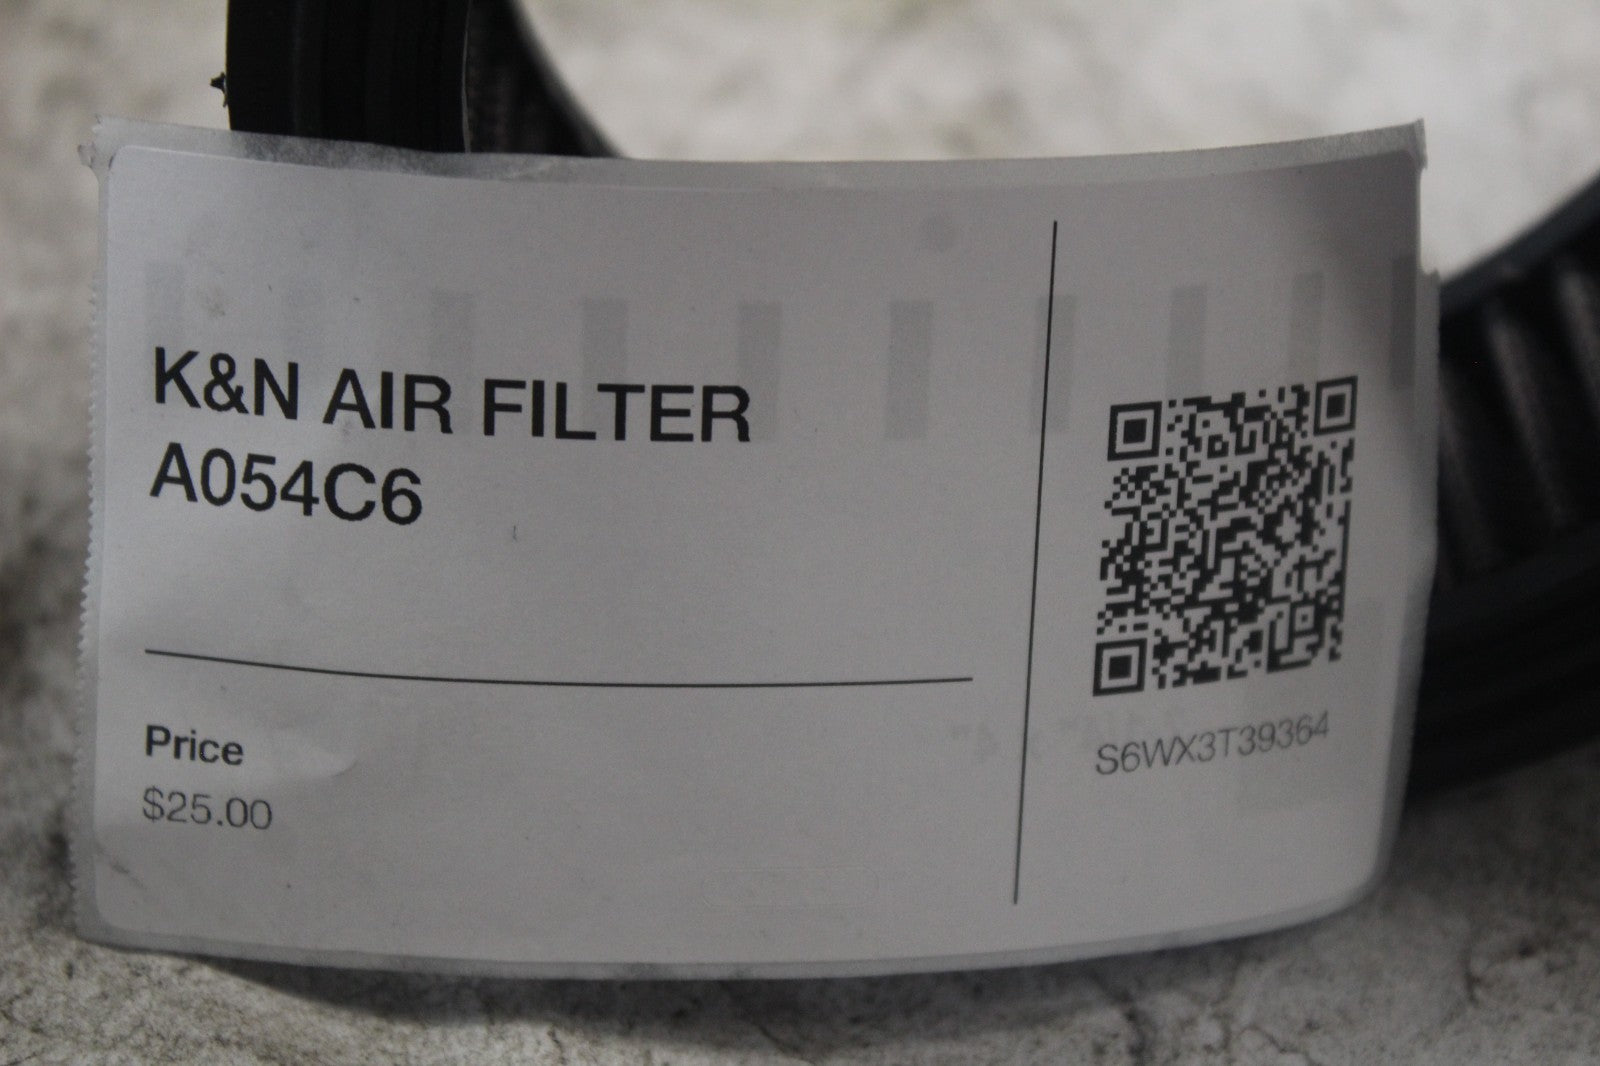 K&N AIR FILTER
A054C6
Price
$25.00
S6WX3T39364